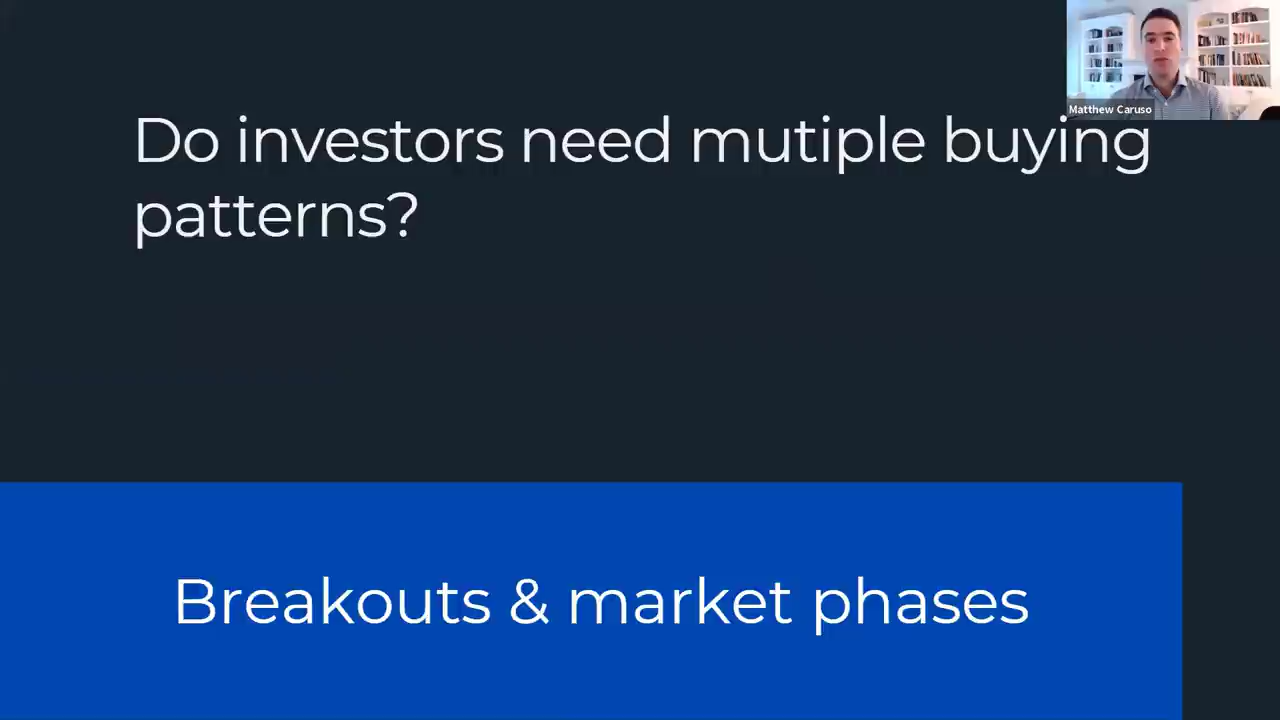 Matthew Caruso
Do investors need mutiple buying
patterns?
Breakouts & market phases